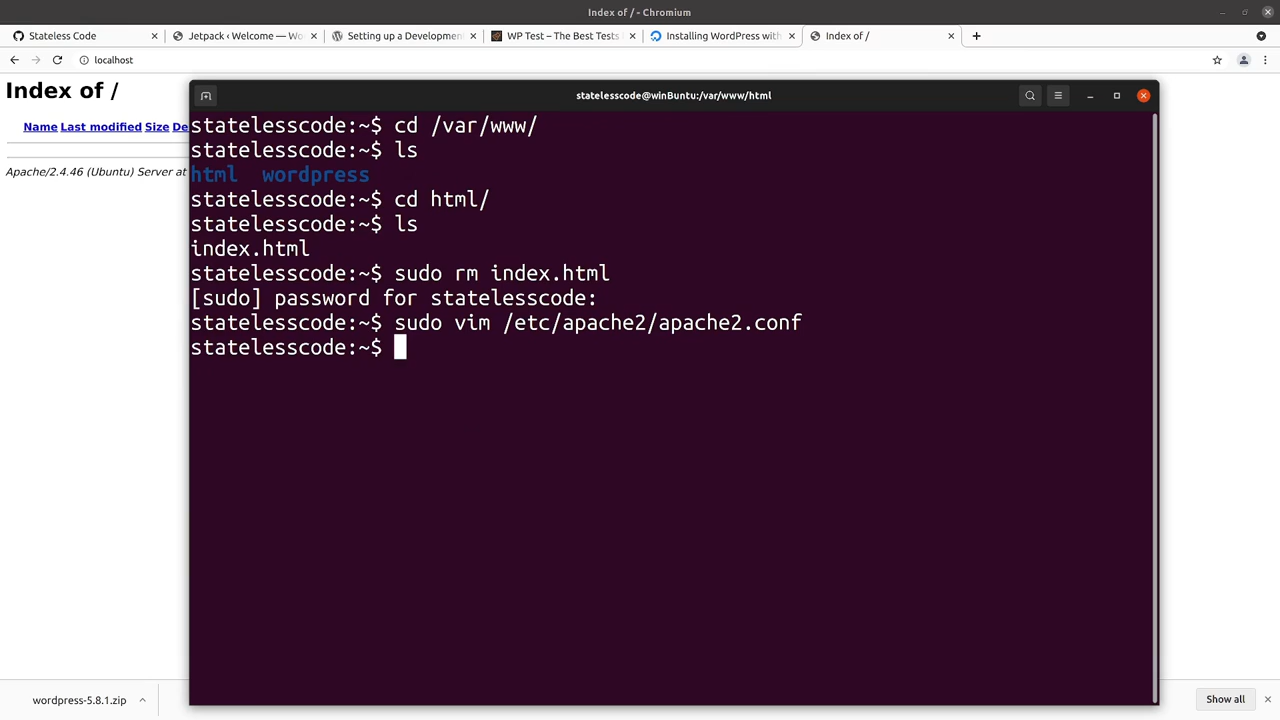 Index of / - Chromium
Stateless Code
Jetpack ‹ Welcome — Wo
Setting up a Developmen
WP Test – The Best Tests
Installing WordPress with
Index of /
localhost
Index of /
Name Last modified Size De
Apache/2.4.46 (Ubuntu) Server at
statelesscode@winBuntu:/var/www/html
statelesscode:~$ cd /var/www/
statelesscode:~$ ls
html wordpress
statelesscode:~$ cd html/
statelesscode:~$ ls
index.html
statelesscode:~$ sudo rm index.html
[sudo] password for statelesscode:
statelesscode:~$ sudo vim /etc/apache2/apache2.conf
statelesscode:~$
wordpress-5.8.1.zip
Show all